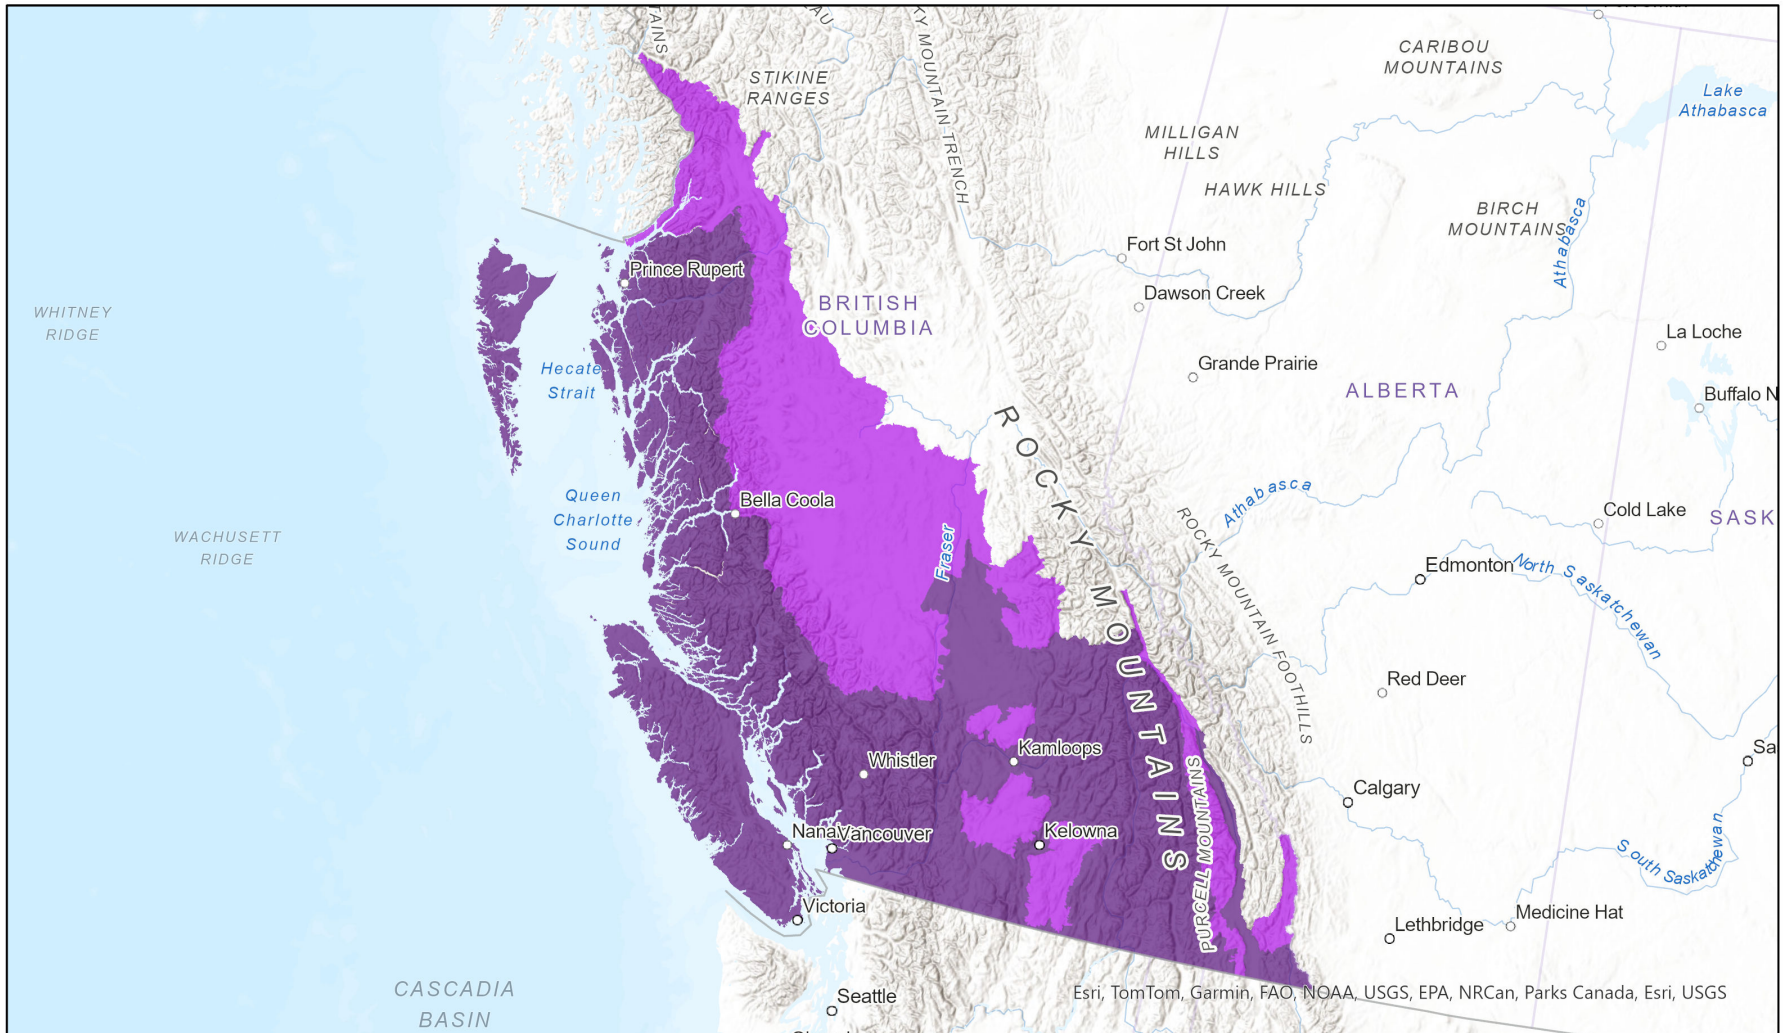 STIKINE
RANGES
CARIBOU
MOUNTAINS
Lake
Athabasca
KY MOUNTAIN TRENCH
MILLIGAN
HILLS
HAWK HILLS
BIRCH
MOUNTAINS
Athabasca
Fort St John
Prince Rupert
Dawson Creek
BRITISH
COLUMBIA
WHITNEY
RIDGE
La Loche
Hecate
Strait
Grande Prairie
ALBERTA
Buffalo N
ROCKY MOUNTAINS
Queen
Charlotte
Sound
Bella Coola
Athabasca
Cold Lake
SASK
WACHUSETT
RIDGE
Fraser
ROCKY MOUNTAIN FOOTHILLS
Edmonton
North Saskatchewan
Red Deer
Whistler
Kamloops
Sa
PURCELL MOUNTAINS
Calgary
Vancouver
Kelowna
South Saskatchewan
Victoria
Medicine Hat
Lethbridge
CASCADIA
BASIN
Seattle
Esri, TomTom, Garmin, FAO, NOAA, USGS, EPA, NRCan, Parks Canada, Esri, USGS